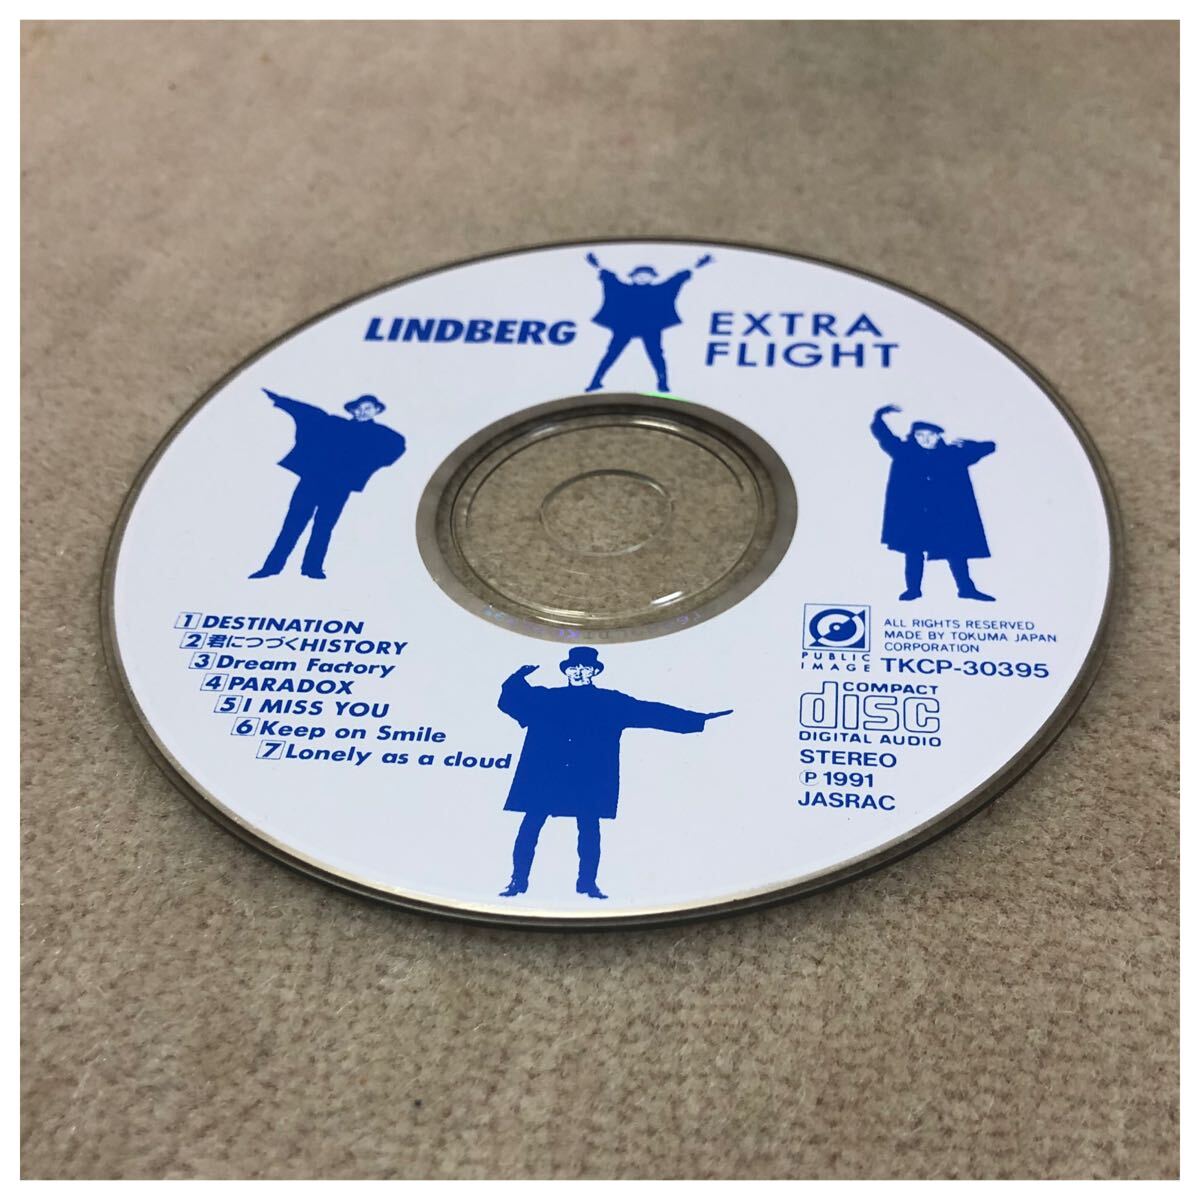 LINDBERG
EXTRA
FLIGHT
1 DESTINATION
2 君につづくHISTORY
3 Dream Factory
4 PARADOX
5 I MISS YOU
6 Keep on Smile
7 Lonely as a cloud
PUBLIC
IMAGE
ALL RIGHTS RESERVED
MADE BY TOKUMA JAPAN
CORPORATION
TKCP-30395
COMPACT
disc
DIGITAL AUDIO
STEREO
Ⓟ1991
JASRAC